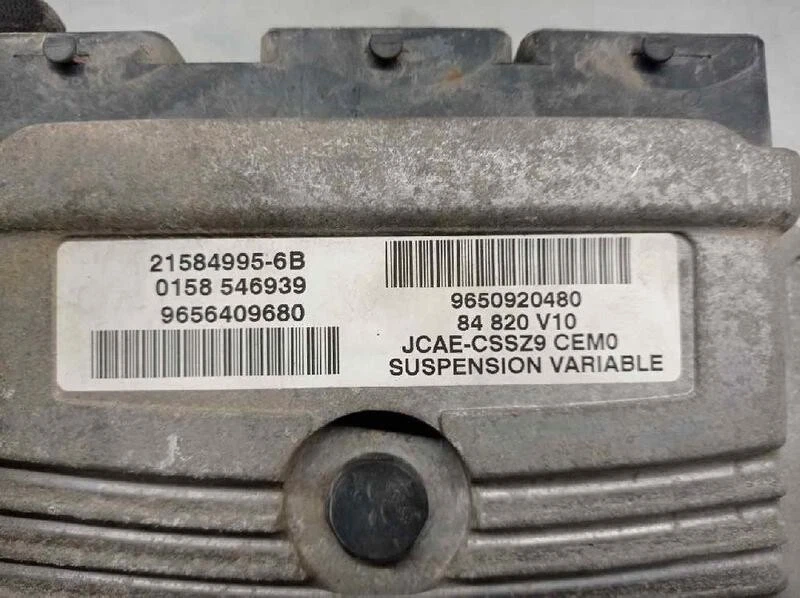 21584995-6B
0158 546939
9656409680
9650920480
84 820 V10
JCAE-CSSZ9 CEM0
SUSPENSION VARIABLE